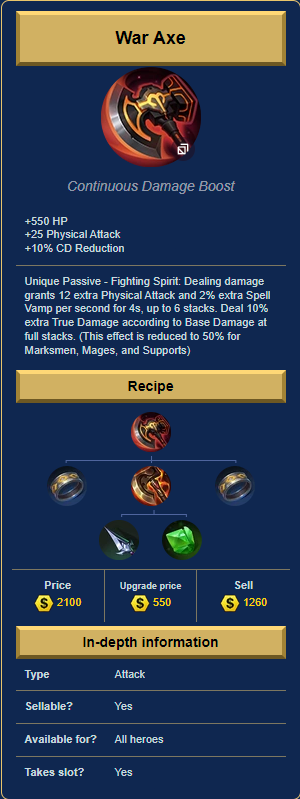 War Axe
Continuous Damage Boost
+550 HP
+25 Physical Attack
+10% CD Reduction
Unique Passive - Fighting Spirit: Dealing damage
grants 12 extra Physical Attack and 2% extra Spell
Vamp per second for 4s, up to 6 stacks. Deal 10%
extra True Damage according to Base Damage at
full stacks. (This effect is reduced to 50% for
Marksmen, Mages, and Supports)
Recipe
Price Upgrade price Sell
S 2100 S 550 S 1260
In-depth information
Type Attack
Sellable? Yes
Available for? All heroes
Takes slot? Yes